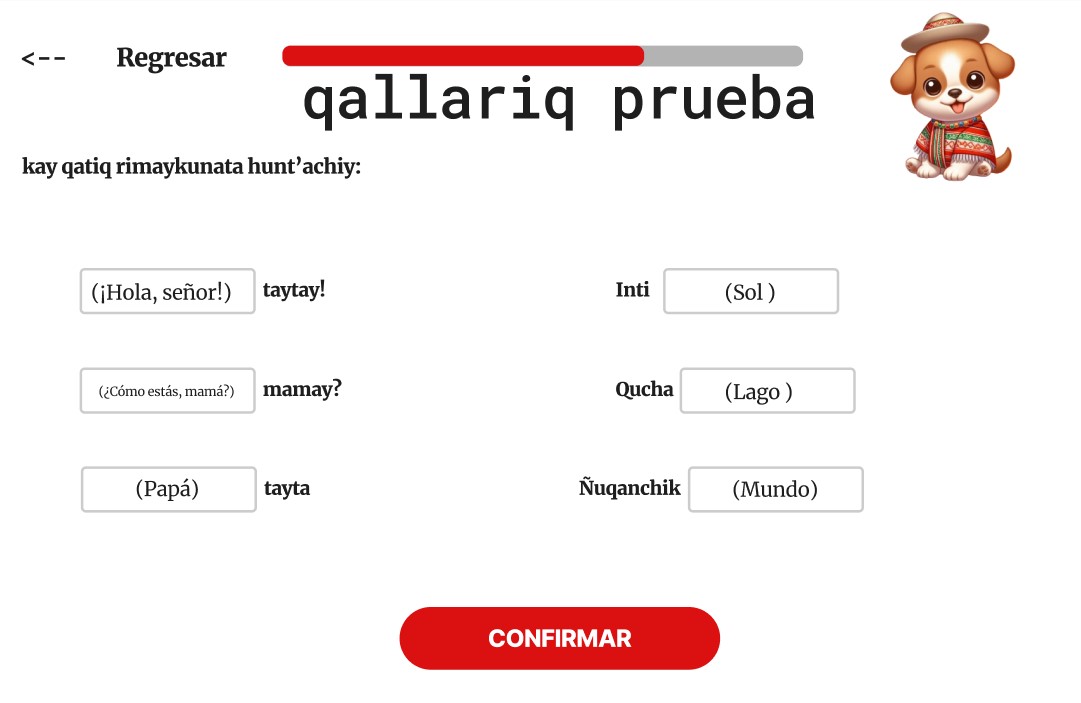 <-- Regresar
qallariq prueba
kay qatiq rimaykunata hunt’achiy:
(¡Hola, señor!) taytay! Inti (Sol )
(¿Cómo estás, mamá?) mamay? Qucha (Lago )
(Papá) tayta Ñuqanchik (Mundo)
CONFIRMAR